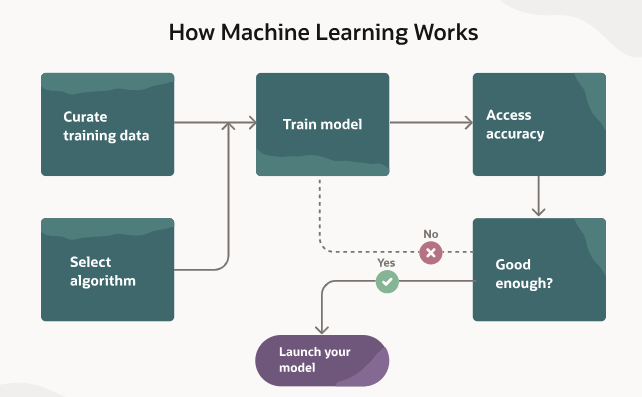 How Machine Learning Works
Curate
training data
Train model
Access
accuracy
Select
algorithm
No
Yes
Good
enough?
Launch your
model